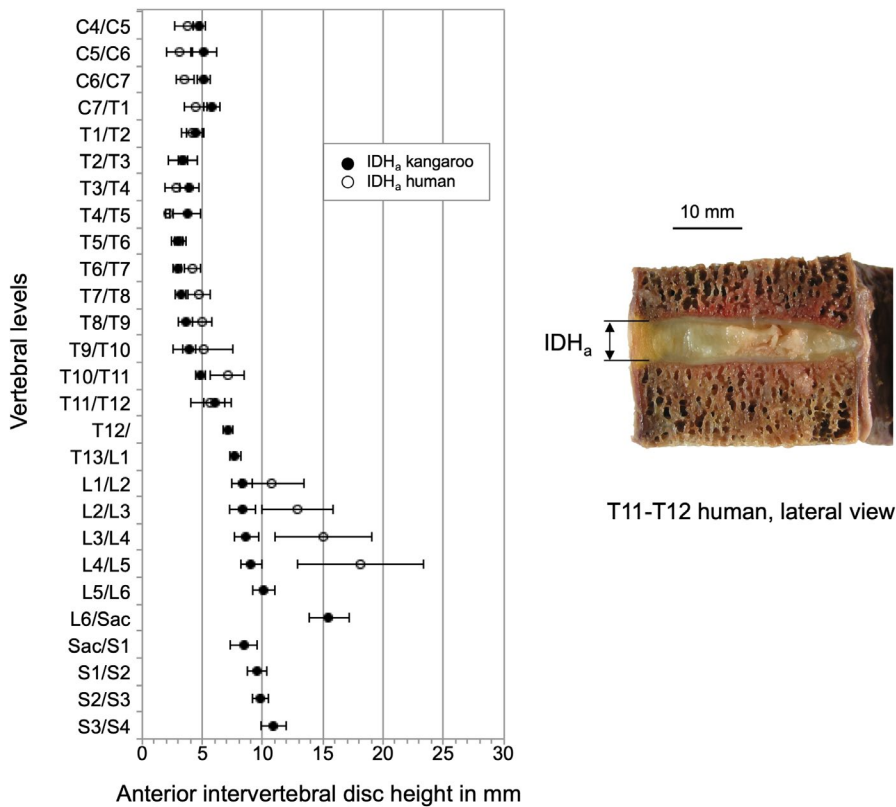 Vertebral levels
C4/C5
C5/C6
C6/C7
C7/T1
T1/T2
T2/T3
T3/T4
T4/T5
T5/T6
T6/T7
T7/T8
T8/T9
T9/T10
T10/T11
T11/T12
T12/
T13/L1
L1/L2
L2/L3
L3/L4
L4/L5
L5/L6
L6/Sac
Sac/S1
S1/S2
S2/S3
S3/S4
0 5 10 15 20 25 30
Anterior intervertebral disc height in mm
IDHa kangaroo
IDHa human
10 mm
IDHa
T11-T12 human, lateral view